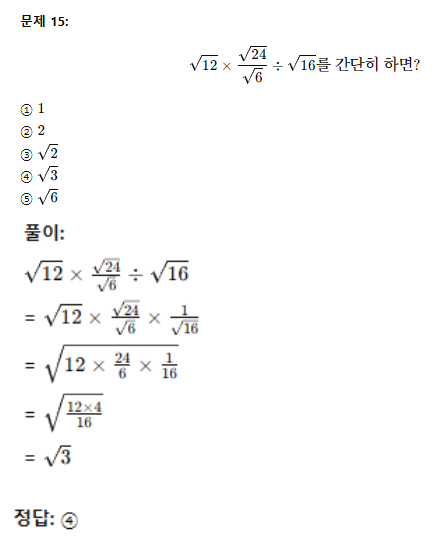 문제 15:
√12 × √24/√6 ÷ √16를 간단히 하면?
① 1
② 2
③ √2
④ √3
⑤ √6
풀이:
√12 × √24/√6 ÷ √16
= √12 × √24/√6 × 1/√16
= √(12 × 24/6 × 1/16)
= √(12×4/16)
= √3
정답: ④